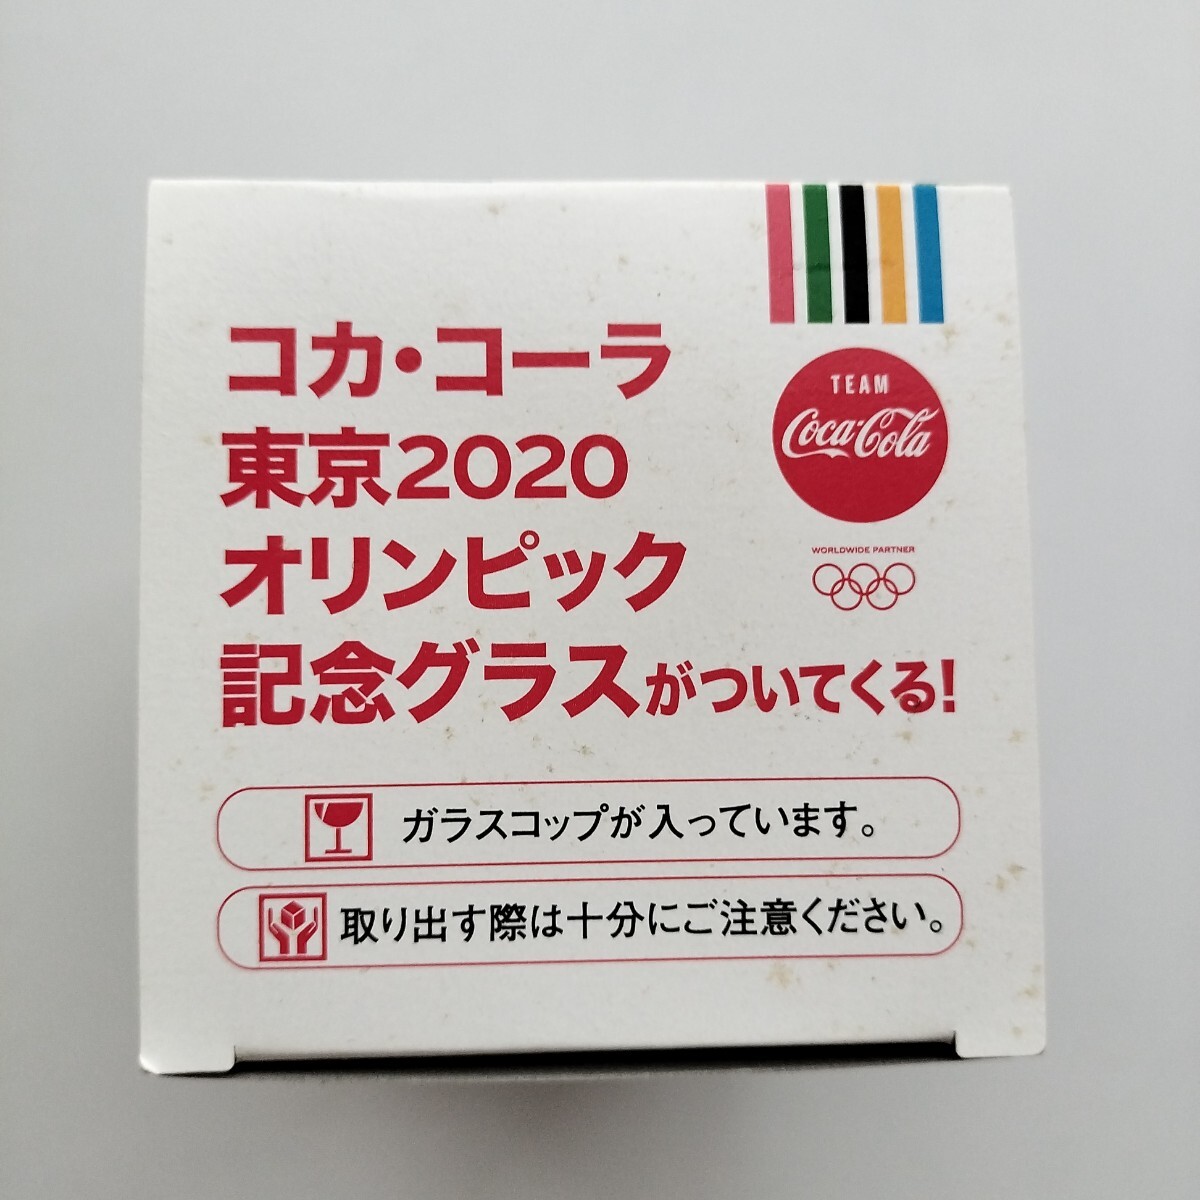 コカ・コーラ
東京2020
オリンピック
記念グラスがついてくる!
TEAM
Coca-Cola
WORLDWIDE PARTNER
ガラスコップが入っています。
取り出す際は十分にご注意ください。